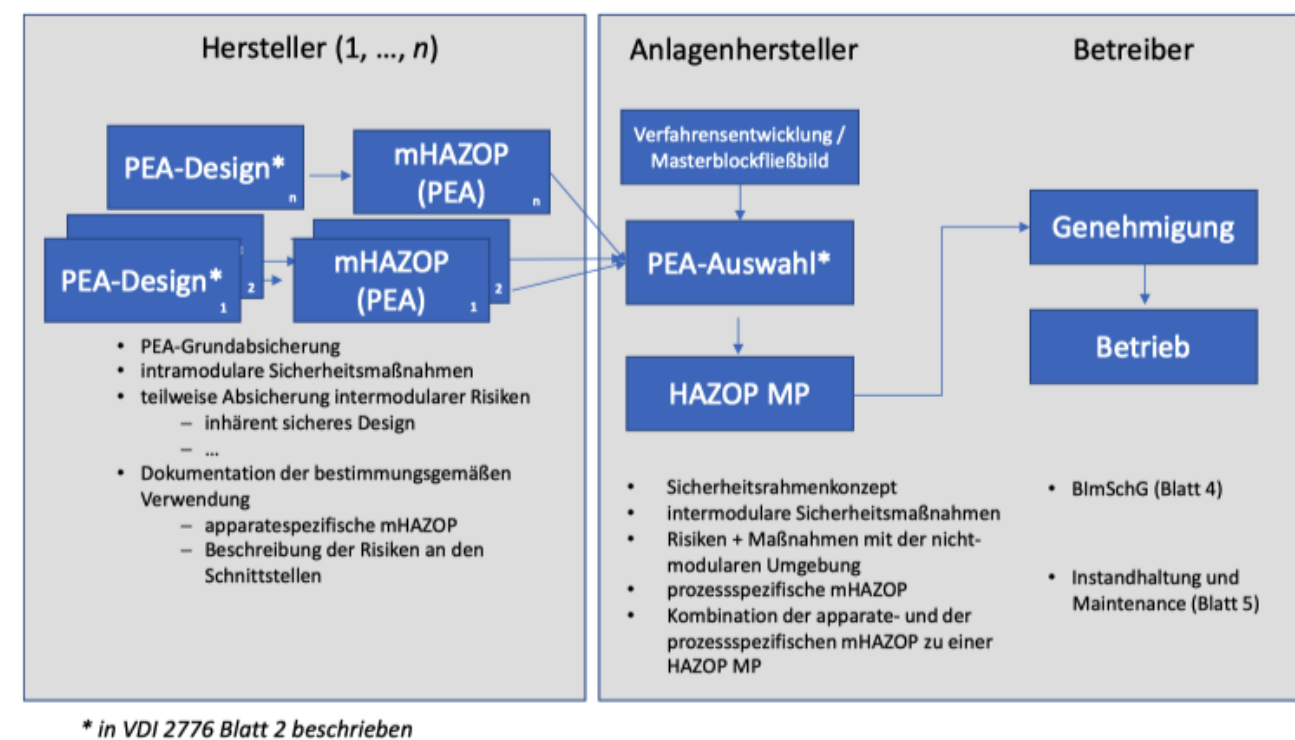 Hersteller (1, …, n)
PEA-Design*
n
mHAZOP
(PEA)
n
PEA-Design*
1
2
mHAZOP
(PEA)
1
2
• PEA-Grundabsicherung
• intramodulare Sicherheitsmaßnahmen
• teilweise Absicherung intermodularer Risiken
– inhärent sicheres Design
– …
• Dokumentation der bestimmungsgemäßen
Verwendung
– apparatespezifische mHAZOP
– Beschreibung der Risiken an den
Schnittstellen
Anlagenhersteller
Verfahrensentwicklung /
Masterblockfließbild
PEA-Auswahl*
HAZOP MP
• Sicherheitsrahmenkonzept
• intermodulare Sicherheitsmaßnahmen
• Risiken + Maßnahmen mit der nicht-
modularen Umgebung
• prozessspezifische mHAZOP
• Kombination der apparate- und der
prozessspezifischen mHAZOP zu einer
HAZOP MP
Betreiber
Genehmigung
Betrieb
• BImSchG (Blatt 4)
• Instandhaltung und
Maintenance (Blatt 5)
* in VDI 2776 Blatt 2 beschrieben